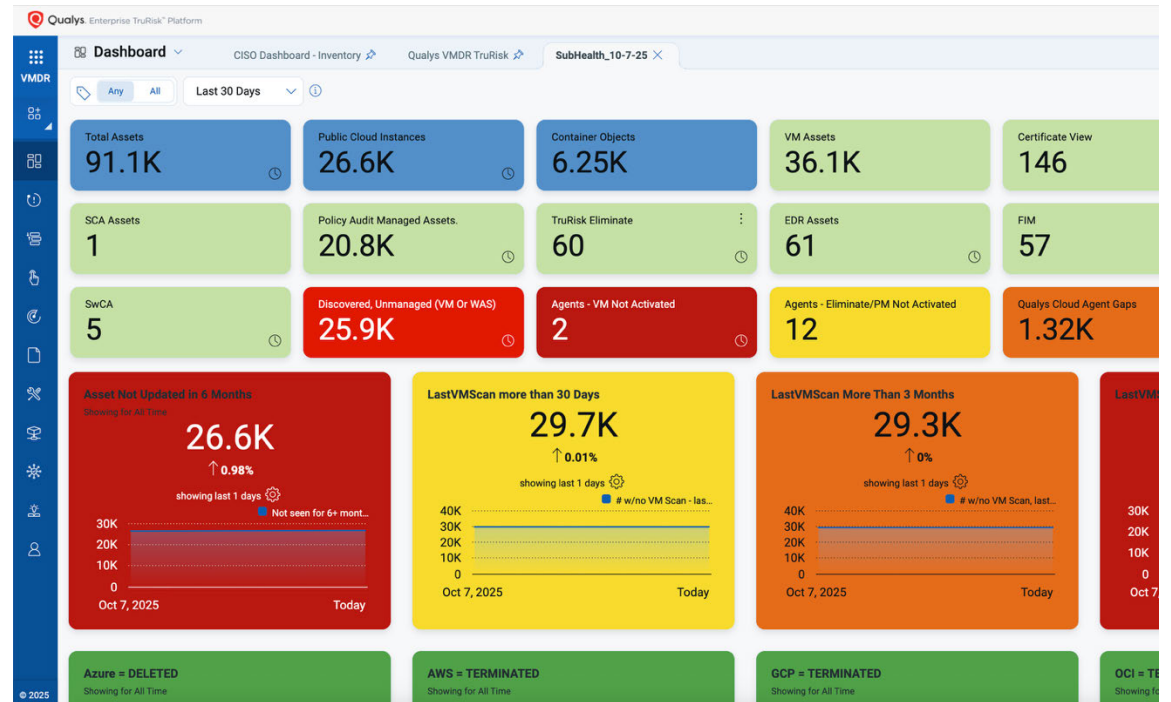 Qualys. Enterprise TruRisk™ Platform
VMDR
Dashboard
CISO Dashboard - Inventory
Qualys VMDR TruRisk
SubHealth_10-7-25
Any All
Last 30 Days
Total Assets
91.1K
Public Cloud Instances
26.6K
Container Objects
6.25K
VM Assets
36.1K
Certificate View
146
SCA Assets
1
Policy Audit Managed Assets.
20.8K
TruRisk Eliminate
60
EDR Assets
61
FIM
57
SwCA
5
Discovered, Unmanaged (VM Or WAS)
25.9K
Agents - VM Not Activated
2
Agents - Eliminate/PM Not Activated
12
Qualys Cloud Agent Gaps
1.32K
Asset Not Updated in 6 Months
Showing for All Time
26.6K
↑ 0.98%
showing last 1 days
Not seen for 6+ mont...
30K
20K
10K
0
Oct 7, 2025 Today
LastVMScan more than 30 Days
29.7K
↑ 0.01%
showing last 1 days
# w/no VM Scan - las...
40K
30K
20K
10K
0
Oct 7, 2025 Today
LastVMScan More Than 3 Months
29.3K
↑ 0%
showing last 1 days
# w/no VM Scan, last...
40K
30K
20K
10K
0
Oct 7, 2025 Today
LastVMS
30K
20K
10K
0
Oct 7,
Azure = DELETED
Showing for All Time
AWS = TERMINATED
Showing for All Time
GCP = TERMINATED
Showing for All Time
OCI = TE
Showing fo
© 2025